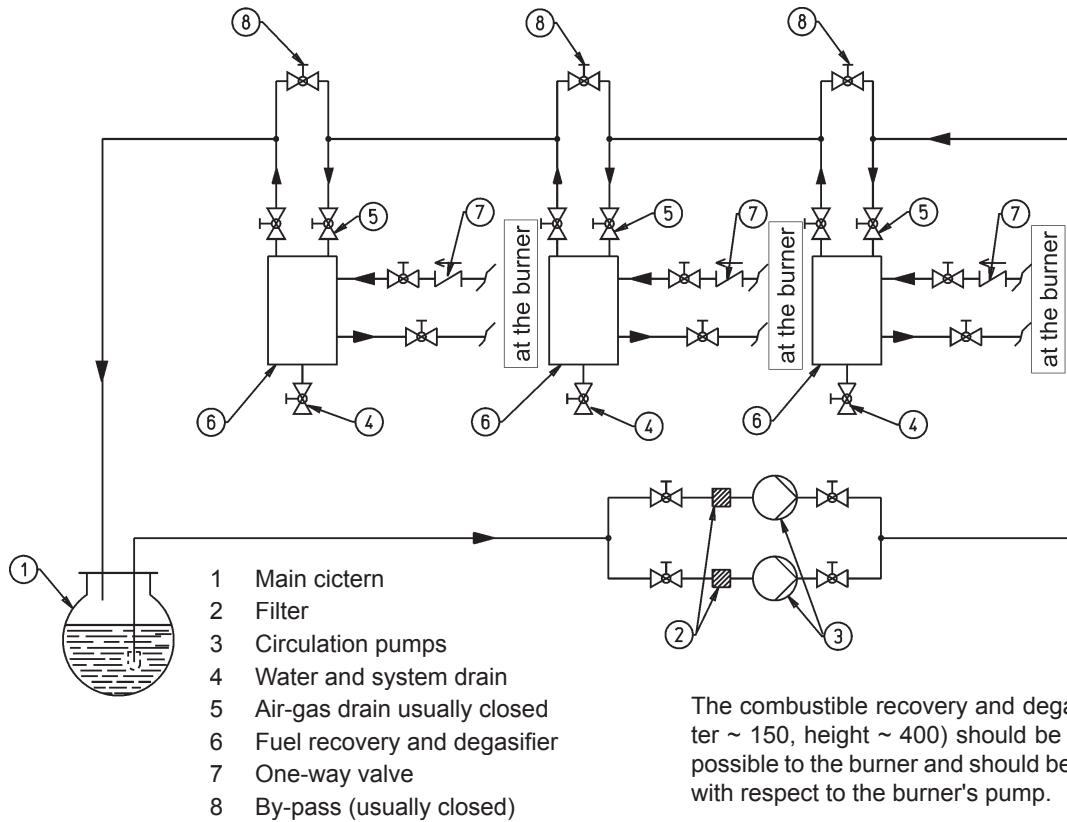 8 8 8
5 7 5 7 5 7
at the burner
at the burner
at the burner
6 4 6 4 6 4
1
2 3
1 Main cictern
2 Filter
3 Circulation pumps
4 Water and system drain
5 Air-gas drain usually closed
6 Fuel recovery and degasifier
7 One-way valve
8 By-pass (usually closed)
The combustible recovery and dega
ter ~ 150, height ~ 400) should be
possible to the burner and should be
with respect to the burner's pump.